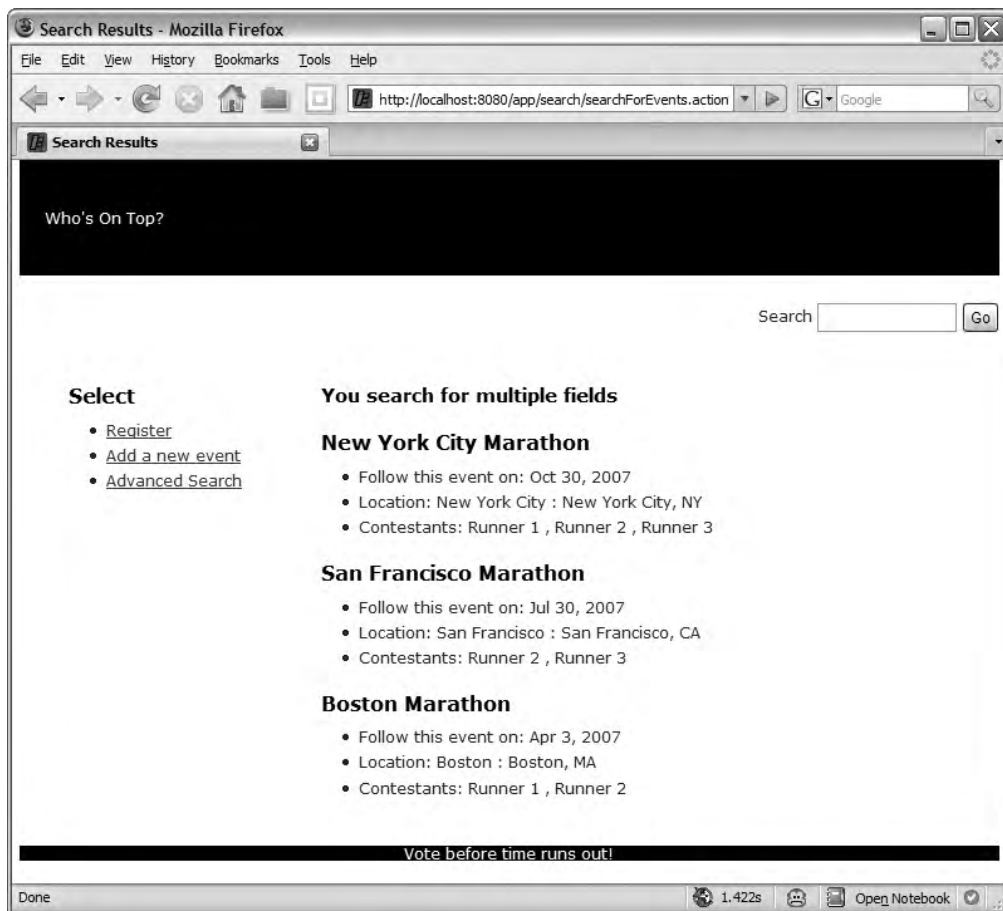 Search Results - Mozilla Firefox
File Edit View History Bookmarks Tools Help
http://localhost:8080/app/search/searchForEvents.action G Google
Search Results
Who's On Top?
Search Go
Select
• Register
• Add a new event
• Advanced Search
You search for multiple fields
New York City Marathon
• Follow this event on: Oct 30, 2007
• Location: New York City : New York City, NY
• Contestants: Runner 1 , Runner 2 , Runner 3
San Francisco Marathon
• Follow this event on: Jul 30, 2007
• Location: San Francisco : San Francisco, CA
• Contestants: Runner 2 , Runner 3
Boston Marathon
• Follow this event on: Apr 3, 2007
• Location: Boston : Boston, MA
• Contestants: Runner 1 , Runner 2
Vote before time runs out!
Done 1.422s Open Notebook